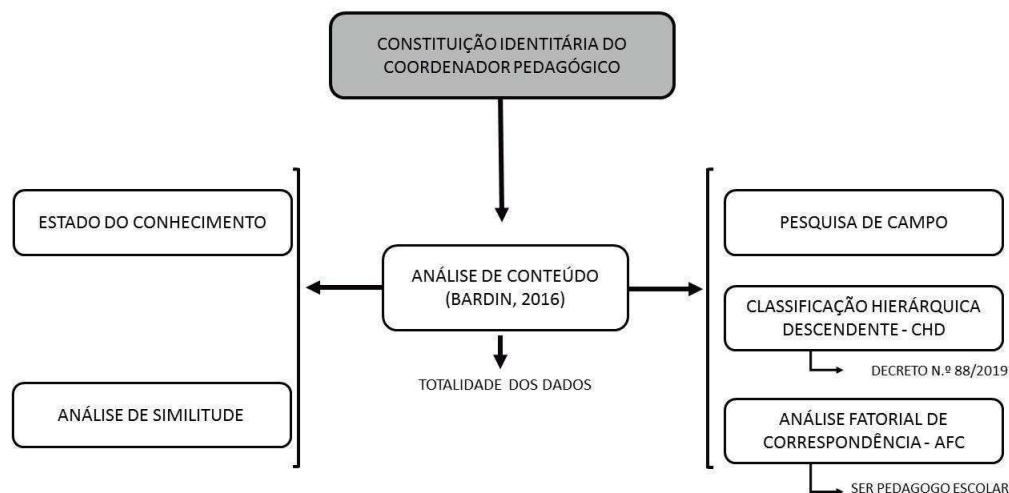 CONSTITUIÇÃO IDENTITÁRIA DO
COORDENADOR PEDAGÓGICO
ESTADO DO CONHECIMENTO
ANÁLISE DE SIMILITUDE
ANÁLISE DE CONTEÚDO
(BARDIN, 2016)
TOTALIDADE DOS DADOS
PESQUISA DE CAMPO
CLASSIFICAÇÃO HIERÁRQUICA
DESCENDENTE - CHD
DECRETO N.º 88/2019
ANÁLISE FATORIAL DE
CORRESPONDÊNCIA - AFC
SER PEDAGOGO ESCOLAR